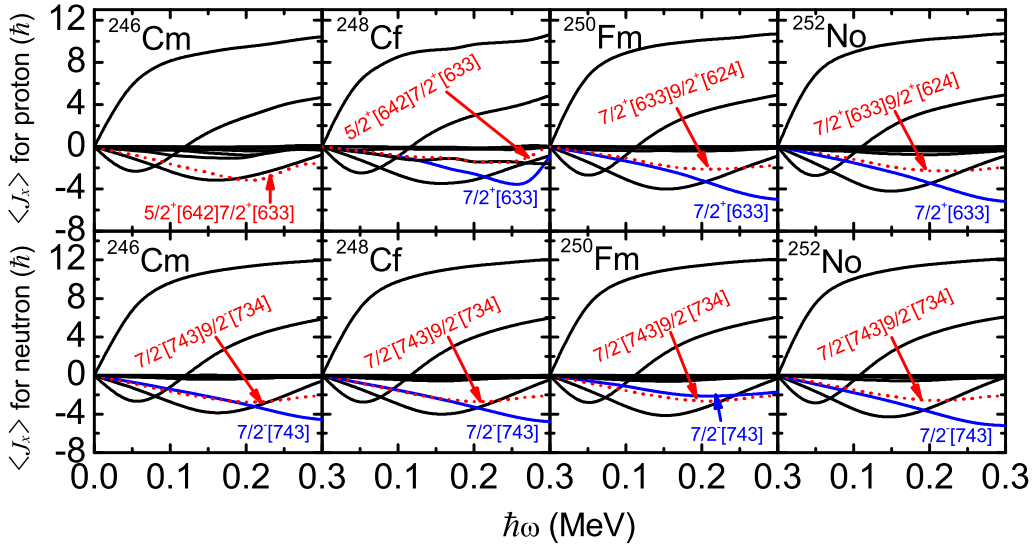 <J_x> for proton (ħ)
12
8
4
0
-4
-8
²⁴⁶Cm
5/2⁺[642]7/2⁺[633]
²⁴⁸Cf
5/2⁺[642]7/2⁺[633]
7/2⁺[633]
²⁵⁰Fm
7/2⁺[633]9/2⁺[624]
7/2⁺[633]
²⁵²No
7/2⁺[633]9/2⁺[624]
7/2⁺[633]
<J_x> for neutron (ħ)
12
8
4
0
-4
-8
²⁴⁶Cm
7/2⁻[743]9/2⁻[734]
7/2⁻[743]
²⁴⁸Cf
7/2⁻[743]9/2⁻[734]
7/2⁻[743]
²⁵⁰Fm
7/2⁻[743]9/2⁻[734]
7/2⁻[743]
²⁵²No
7/2⁻[743]9/2⁻[734]
7/2⁻[743]
0.0 0.1 0.2 0.3 0.1 0.2 0.3 0.1 0.2 0.3 0.1 0.2 0.3
ħω (MeV)